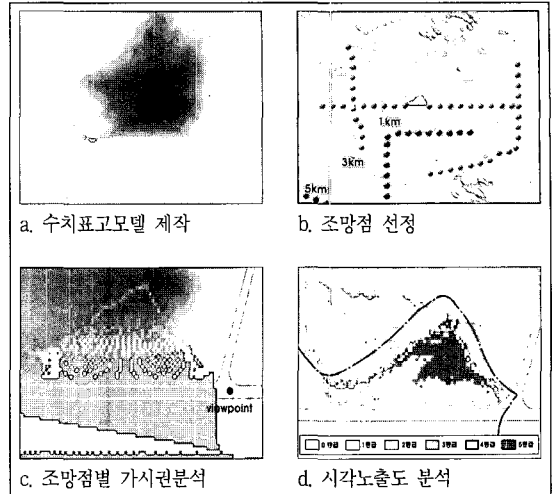 a. 수치표고모델 제작
1km
3km
5km
b. 조망점 선정
viewpoint
c. 조망점별 가시권분석
0등급 1등급 2등급 3등급 4등급 5등급
d. 시각노출도 분석